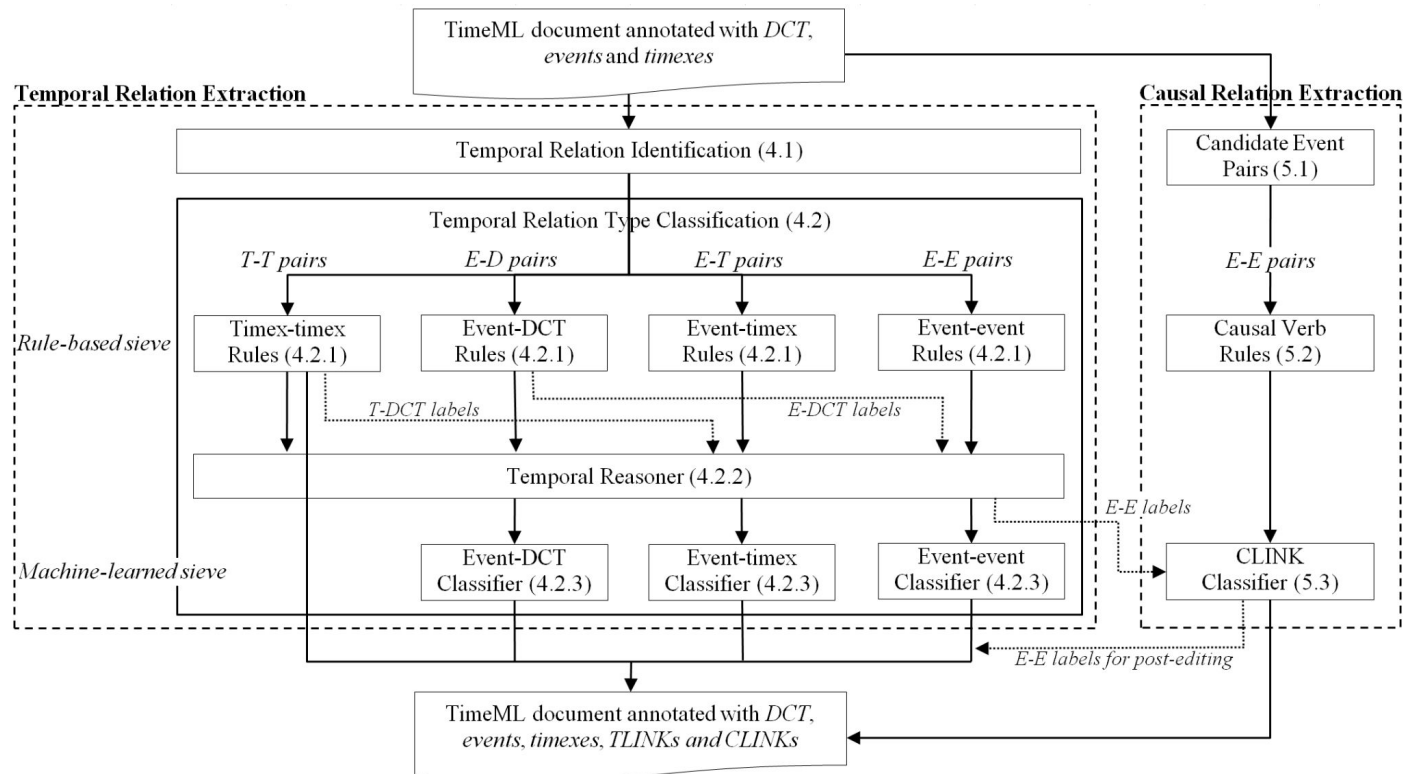 TimeML document annotated with DCT,
events and timexes
Temporal Relation Extraction
Causal Relation Extraction
Temporal Relation Identification (4.1)
Candidate Event
Pairs (5.1)
Temporal Relation Type Classification (4.2)
T-T pairs
E-D pairs
E-T pairs
E-E pairs
E-E pairs
Rule-based sieve
Timex-timex
Rules (4.2.1)
Event-DCT
Rules (4.2.1)
Event-timex
Rules (4.2.1)
Event-event
Rules (4.2.1)
Causal Verb
Rules (5.2)
T-DCT labels
E-DCT labels
Temporal Reasoner (4.2.2)
E-E labels
Machine-learned sieve
Event-DCT
Classifier (4.2.3)
Event-timex
Classifier (4.2.3)
Event-event
Classifier (4.2.3)
CLINK
Classifier (5.3)
E-E labels for post-editing
TimeML document annotated with DCT,
events, timexes, TLINKs and CLINKs